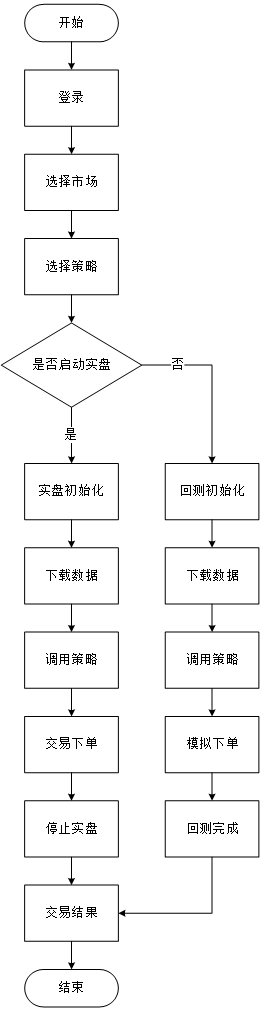 开始
登录
选择市场
选择策略
是否启动实盘
否
是
实盘初始化
回测初始化
下载数据
下载数据
调用策略
调用策略
交易下单
模拟下单
停止实盘
回测完成
交易结果
结束